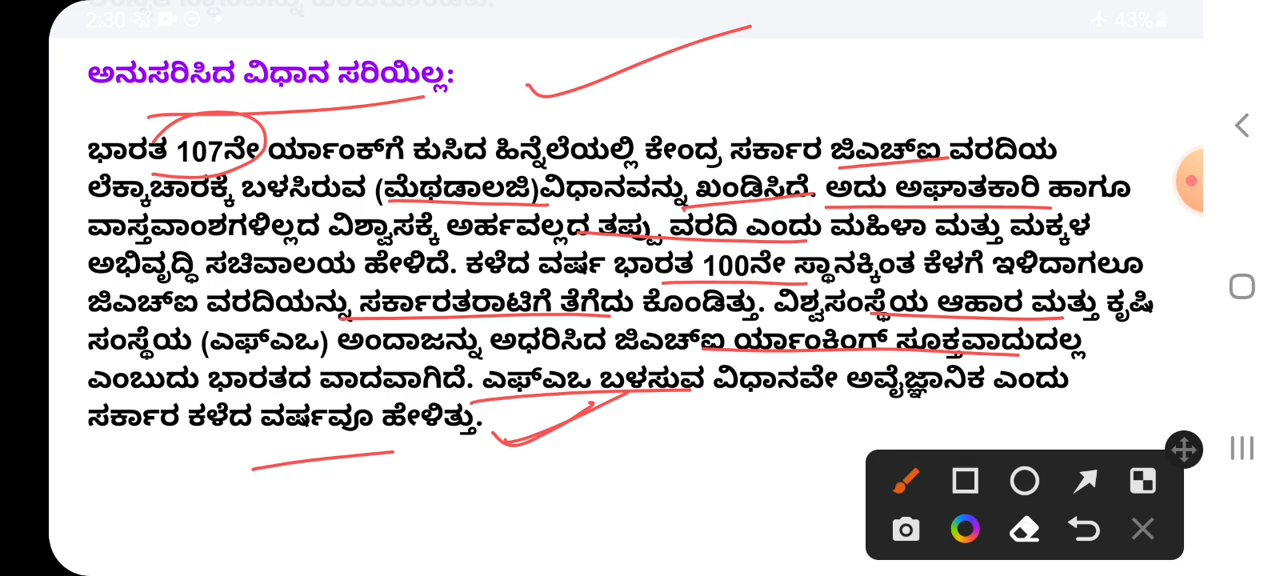 2:30
43%
ಅನುಸರಿಸಿದ ವಿಧಾನ ಸರಿಯಿಲ್ಲ:
ಭಾರತ 107ನೇ ರ್ಯಾಂಕ್‌ಗೆ ಕುಸಿದ ಹಿನ್ನೆಲೆಯಲ್ಲಿ ಕೇಂದ್ರ ಸರ್ಕಾರ ಜಿಎಚ್‌ಐ ವರದಿಯ
ಲೆಕ್ಕಾಚಾರಕ್ಕೆ ಬಳಸಿರುವ (ಮೆಥಡಾಲಜಿ)ವಿಧಾನವನ್ನು ಖಂಡಿಸಿದೆ. ಅದು ಅಘಾತಕಾರಿ ಹಾಗೂ
ವಾಸ್ತವಾಂಶಗಳಿಲ್ಲದ ವಿಶ್ವಾಸಕ್ಕೆ ಅರ್ಹವಲ್ಲದ ತಪ್ಪು ವರದಿ ಎಂದು ಮಹಿಳಾ ಮತ್ತು ಮಕ್ಕಳ
ಅಭಿವೃದ್ಧಿ ಸಚಿವಾಲಯ ಹೇಳಿದೆ. ಕಳೆದ ವರ್ಷ ಭಾರತ 100ನೇ ಸ್ಥಾನಕ್ಕಿಂತ ಕೆಳಗೆ ಇಳಿದಾಗಲೂ
ಜಿಎಚ್‌ಐ ವರದಿಯನ್ನು ಸರ್ಕಾರತರಾಟಿಗೆ ತೆಗೆದು ಕೊಂಡಿತ್ತು. ವಿಶ್ವಸಂಸ್ಥೆಯ ಆಹಾರ ಮತ್ತು ಕೃಷಿ
ಸಂಸ್ಥೆಯ (ಎಫ್‌ಎಒ) ಅಂದಾಜನ್ನು ಅಧರಿಸಿದ ಜಿಎಚ್‌ಐ ರ್ಯಾಂಕಿಂಗ್ ಸೂಕ್ತವಾದುದಲ್ಲ
ಎಂಬುದು ಭಾರತದ ವಾದವಾಗಿದೆ. ಎಫ್‌ಎಒ ಬಳಸುವ ವಿಧಾನವೇ ಅವೈಜ್ಞಾನಿಕ ಎಂದು
ಸರ್ಕಾರ ಕಳೆದ ವರ್ಷವೂ ಹೇಳಿತ್ತು.